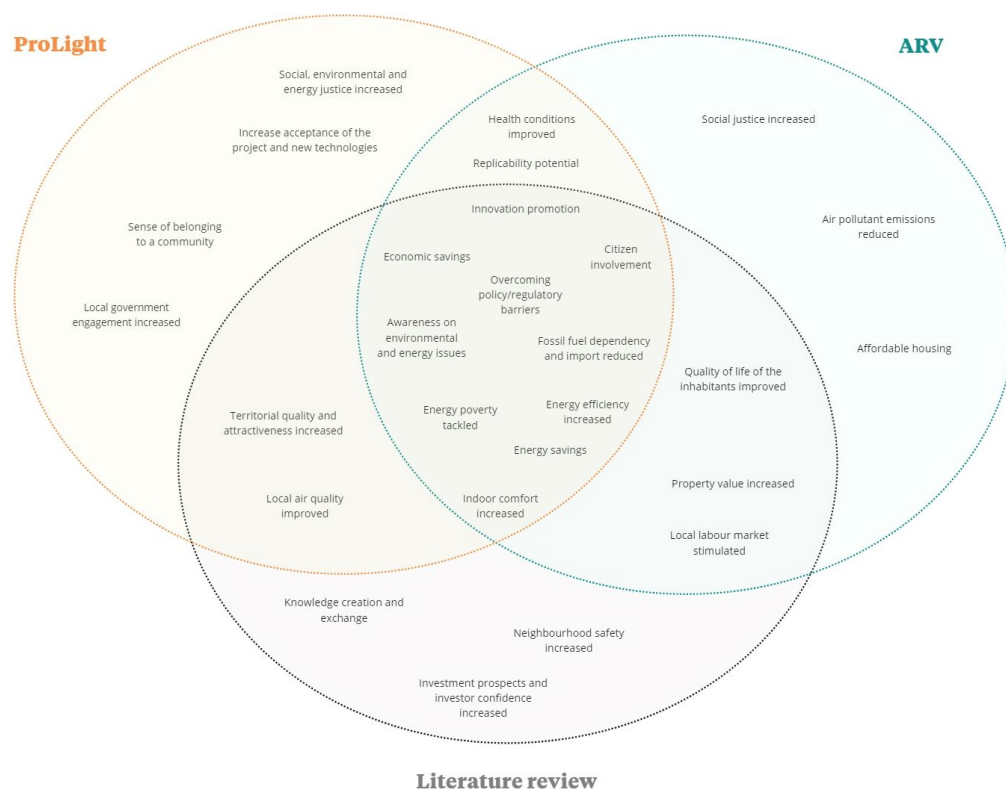 ProLight
ARV
Social, environmental and
energy justice increased
Increase acceptance of the
project and new technologies
Sense of belonging
to a community
Local government
engagement increased
Health conditions
improved
Replicability potential
Social justice increased
Air pollutant emissions
reduced
Affordable housing
Innovation promotion
Economic savings
Citizen
involvement
Overcoming
policy/regulatory
barriers
Awareness on
environmental
and energy issues
Fossil fuel dependency
and import reduced
Energy poverty
tackled
Energy efficiency
increased
Energy savings
Indoor comfort
increased
Quality of life of the
inhabitants improved
Property value increased
Local labour market
stimulated
Territorial quality and
attractiveness increased
Local air quality
improved
Knowledge creation and
exchange
Neighbourhood safety
increased
Investment prospects and
investor confidence
increased
Literature review